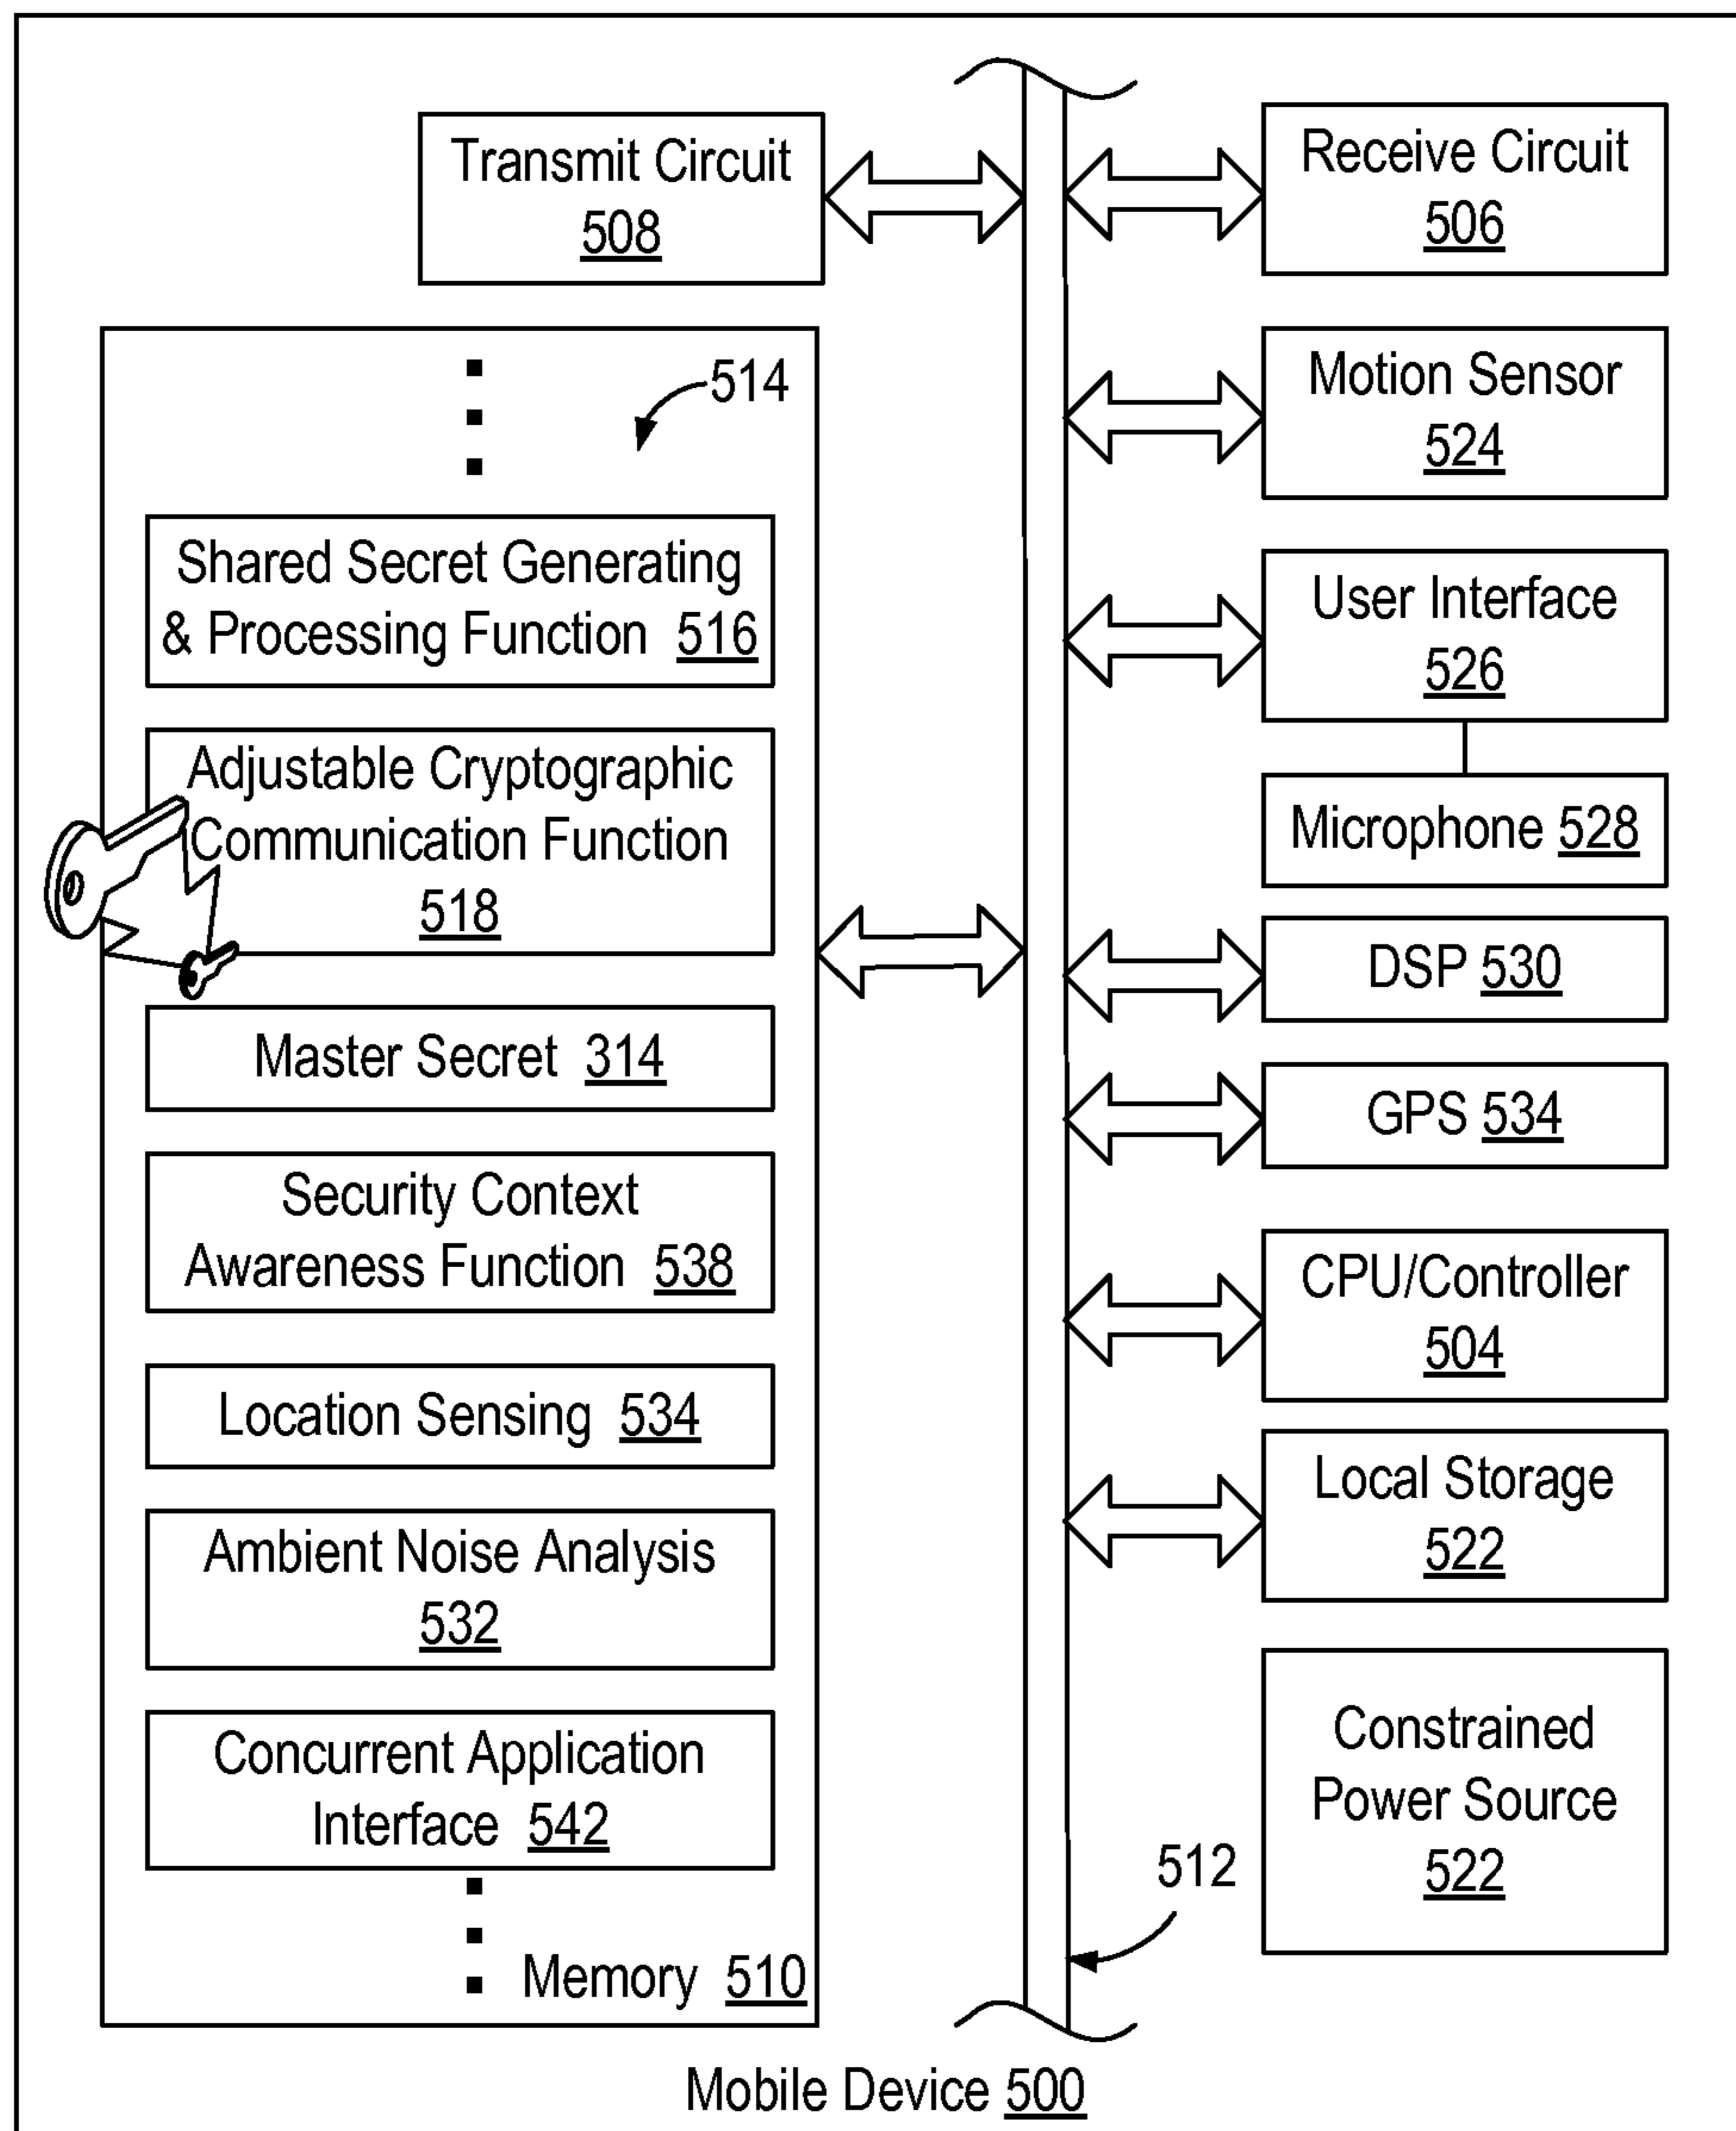 Transmit Circuit
508
Receive Circuit
506
514
Motion Sensor
524
Shared Secret Generating
& Processing Function 516
User Interface
526
Adjustable Cryptographic
Communication Function
518
Microphone 528
DSP 530
Master Secret 314
GPS 534
Security Context
Awareness Function 538
CPU/Controller
504
Location Sensing 534
Local Storage
522
Ambient Noise Analysis
532
Concurrent Application
Interface 542
Constrained
Power Source
522
512
Memory 510
Mobile Device 500